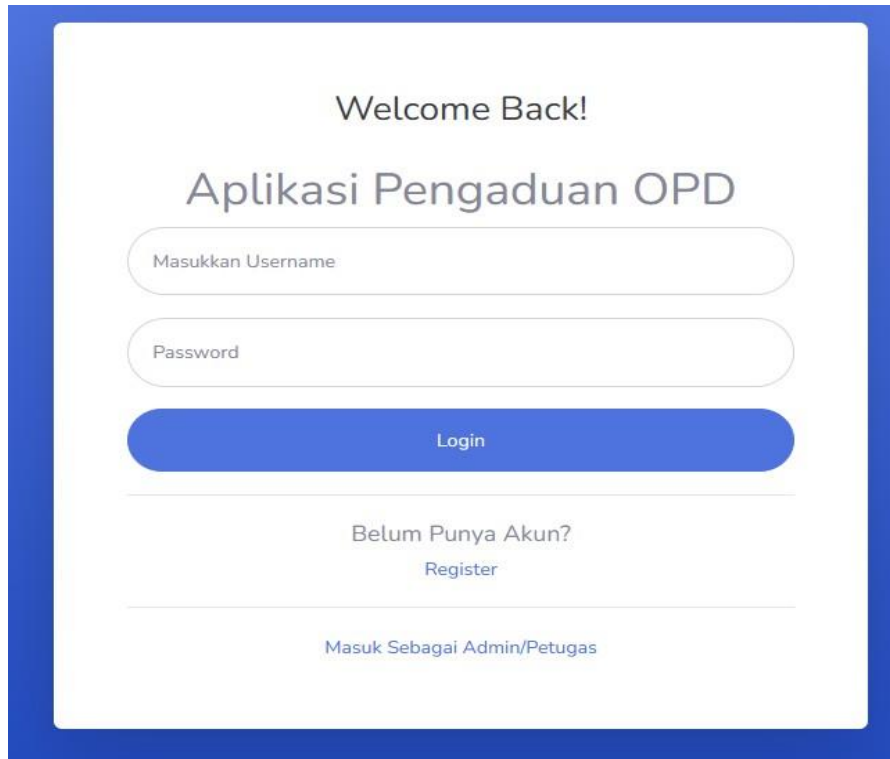 Welcome Back!
Aplikasi Pengaduan OPD
Masukkan Username
Password
Login
Belum Punya Akun?
Register
Masuk Sebagai Admin/Petugas